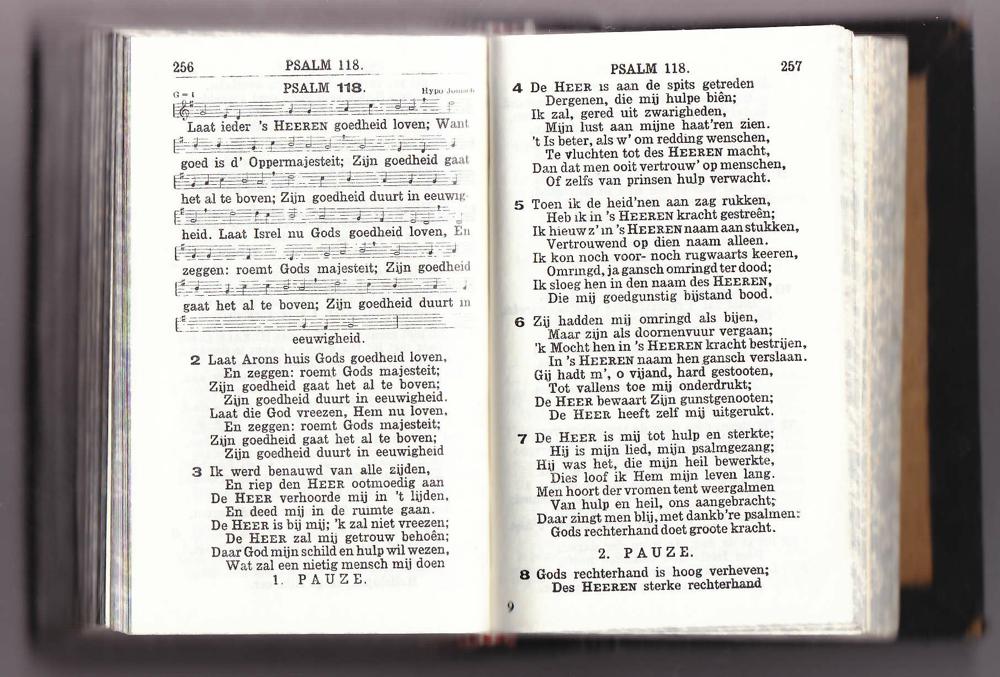 256 PSALM 118.
PSALM 118.
G = 1
'Laat ieder 's HEEREN goedheid loven; Want
goed is d' Oppermajesteit; Zijn goedheid gaat
het al te boven; Zijn goedheid duurt in eeuwig-
heid. Laat Isrel nu Gods goedheid loven, En
zeggen: roemt Gods majesteit; Zijn goedheid
gaat het al te boven; Zijn goedheid duurt in
eeuwigheid.
2 Laat Arons huis Gods goedheid loven,
En zeggen: roemt Gods majesteit;
Zijn goedheid gaat het al te boven;
Zijn goedheid duurt in eeuwigheid.
Laat die God vreezen, Hem nu loven,
En zeggen: roemt Gods majesteit;
Zijn goedheid gaat het al te boven;
Zijn goedheid duurt in eeuwigheid
3 Ik werd benauwd van alle zijden,
En riep den HEER ootmoedig aan
De HEER verhoorde mij in 't lijden,
En deed mij in de ruimte gaan.
De HEER is bij mij; 'k zal niet vreezen;
De HEER zal mij getrouw behoên;
Daar God mijn schild en hulp wil wezen,
Wat zal een nietig mensch mij doen
1. PAUZE.
PSALM 118. 257
4 De HEER is aan de spits getreden
Dergenen, die mij hulpe biên;
Ik zal, gered uit zwarigheden,
Mijn lust aan mijne haat'ren zien.
't Is beter, als w' om redding wenschen,
Te vluchten tot des HEEREN macht,
Dan dat men ooit vertrouw' op menschen,
Of zelfs van prinsen hulp verwacht.
5 Toen ik de heid'nen aan zag rukken,
Heb ik in 's HEEREN kracht gestreên;
Ik hieuw z' in 's HEEREN naam aan stukken,
Vertrouwend op dien naam alleen.
Ik kon noch voor- noch rugwaarts keeren,
Omringd, ja gansch omringd ter dood;
Ik sloeg hen in den naam des HEEREN,
Die mij goedgunstig bijstand bood.
6 Zij hadden mij omringd als bijen,
Maar zijn als doornenvuur vergaan;
'k Mocht hen in 's HEEREN kracht bestrijen,
In 's HEEREN naam hen gansch verslaan.
Gij hadt m', o vijand, hard gestooten,
Tot vallens toe mij onderdrukt;
De HEER bewaart Zijn gunstgenooten;
De HEER heeft zelf mij uitgerukt.
7 De HEER is mij tot hulp en sterkte;
Hij is mijn lied, mijn psalmgezang;
Hij was het, die mijn heil bewerkte,
Dies loof ik Hem mijn leven lang.
Men hoort der vromen tent weergalmen
Van hulp en heil, ons aangebracht;
Daar zingt men blij, met dankb're psalmen:
Gods rechterhand doet groote kracht.
2. PAUZE.
8 Gods rechterhand is hoog verheven;
Des HEEREN sterke rechterhand
9